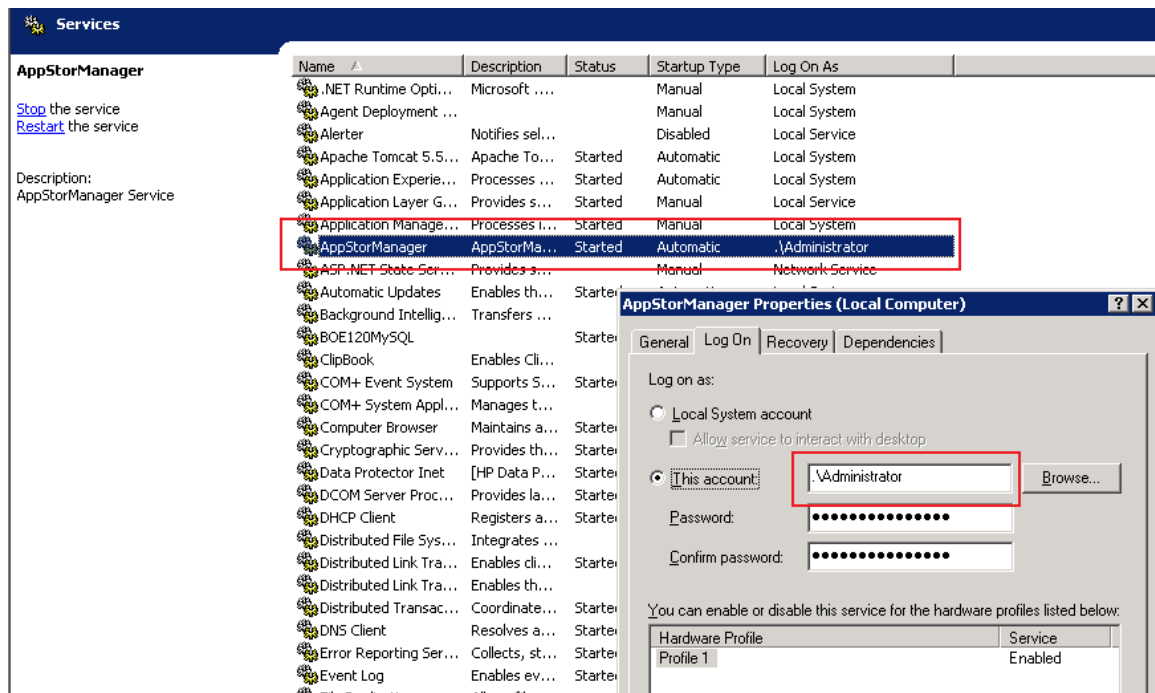 Services
AppStorManager
Stop the service
Restart the service
Description:
AppStorManager Service
Name Description Status Startup Type Log On As
.NET Runtime Opti... Microsoft .... Manual Local System
Agent Deployment ... Manual Local System
Alerter Notifies sel... Disabled Local Service
Apache Tomcat 5.5... Apache To... Started Automatic Local System
Application Experie... Processes ... Started Automatic Local System
Application Layer G... Provides s... Started Manual Local Service
Application Manage... Processes i... Started Manual Local System
AppStorManager AppStorMa... Started Automatic .\Administrator
ASP.NET State Ser... Provides s... Manual Network Service
Automatic Updates Enables th... Started
Background Intellig... Transfers ...
BOE120MySQL Started
ClipBook Enables Cli...
COM+ Event System Supports S... Started
COM+ System Appl... Manages t...
Computer Browser Maintains a... Started
Cryptographic Serv... Provides th... Started
Data Protector Inet [HP Data P... Started
DCOM Server Proc... Provides la... Started
DHCP Client Registers a... Started
Distributed File Sys... Integrates ...
Distributed Link Tra... Enables cli... Started
Distributed Link Tra... Enables th...
Distributed Transac... Coordinate... Started
DNS Client Resolves a... Started
Error Reporting Ser... Collects, st... Started
Event Log Enables ev... Started
AppStorManager Properties (Local Computer)
General Log On Recovery Dependencies
Log on as:
Local System account
Allow service to interact with desktop
This account: .\Administrator Browse...
Password: •••••••••••••••
Confirm password: •••••••••••••••
You can enable or disable this service for the hardware profiles listed below:
Hardware Profile Service
Profile 1 Enabled